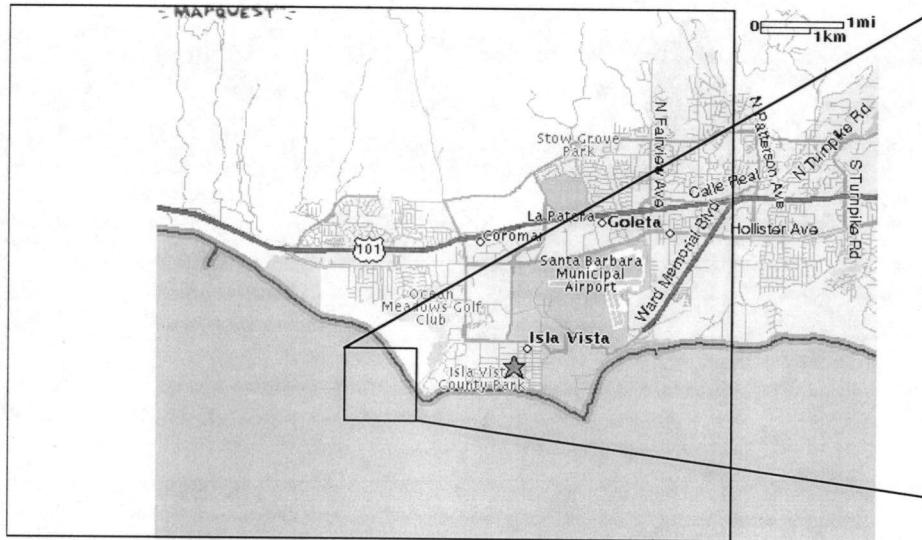 MAPQUEST
0 1mi
1km
N Fairview Ave
N Patterson Ave
N Turnpike Rd
S Turnpike Rd
Stow Grove
Park
Calle Real
La Patera
Goleta
Coromar
101
Hollister Ave
Ward Memorial Blvd
Santa Barbara
Municipal
Airport
Ocean
Meadows Golf
Club
Isla Vista
Isla Vista
County Park